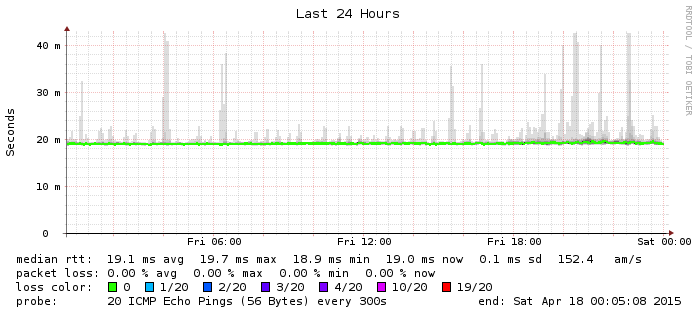 Last 24 Hours
RRDTOOL / TOBI OETIKER
Seconds
40 m
30 m
20 m
10 m
0
Fri 06:00 Fri 12:00 Fri 18:00 Sat 00:00
median rtt: 19.1 ms avg 19.7 ms max 18.9 ms min 19.0 ms now 0.1 ms sd 152.4 am/s
packet loss: 0.00 % avg 0.00 % max 0.00 % min 0.00 % now
loss color: 0 1/20 2/20 3/20 4/20 10/20 19/20
probe: 20 ICMP Echo Pings (56 Bytes) every 300s end: Sat Apr 18 00:05:08 2015